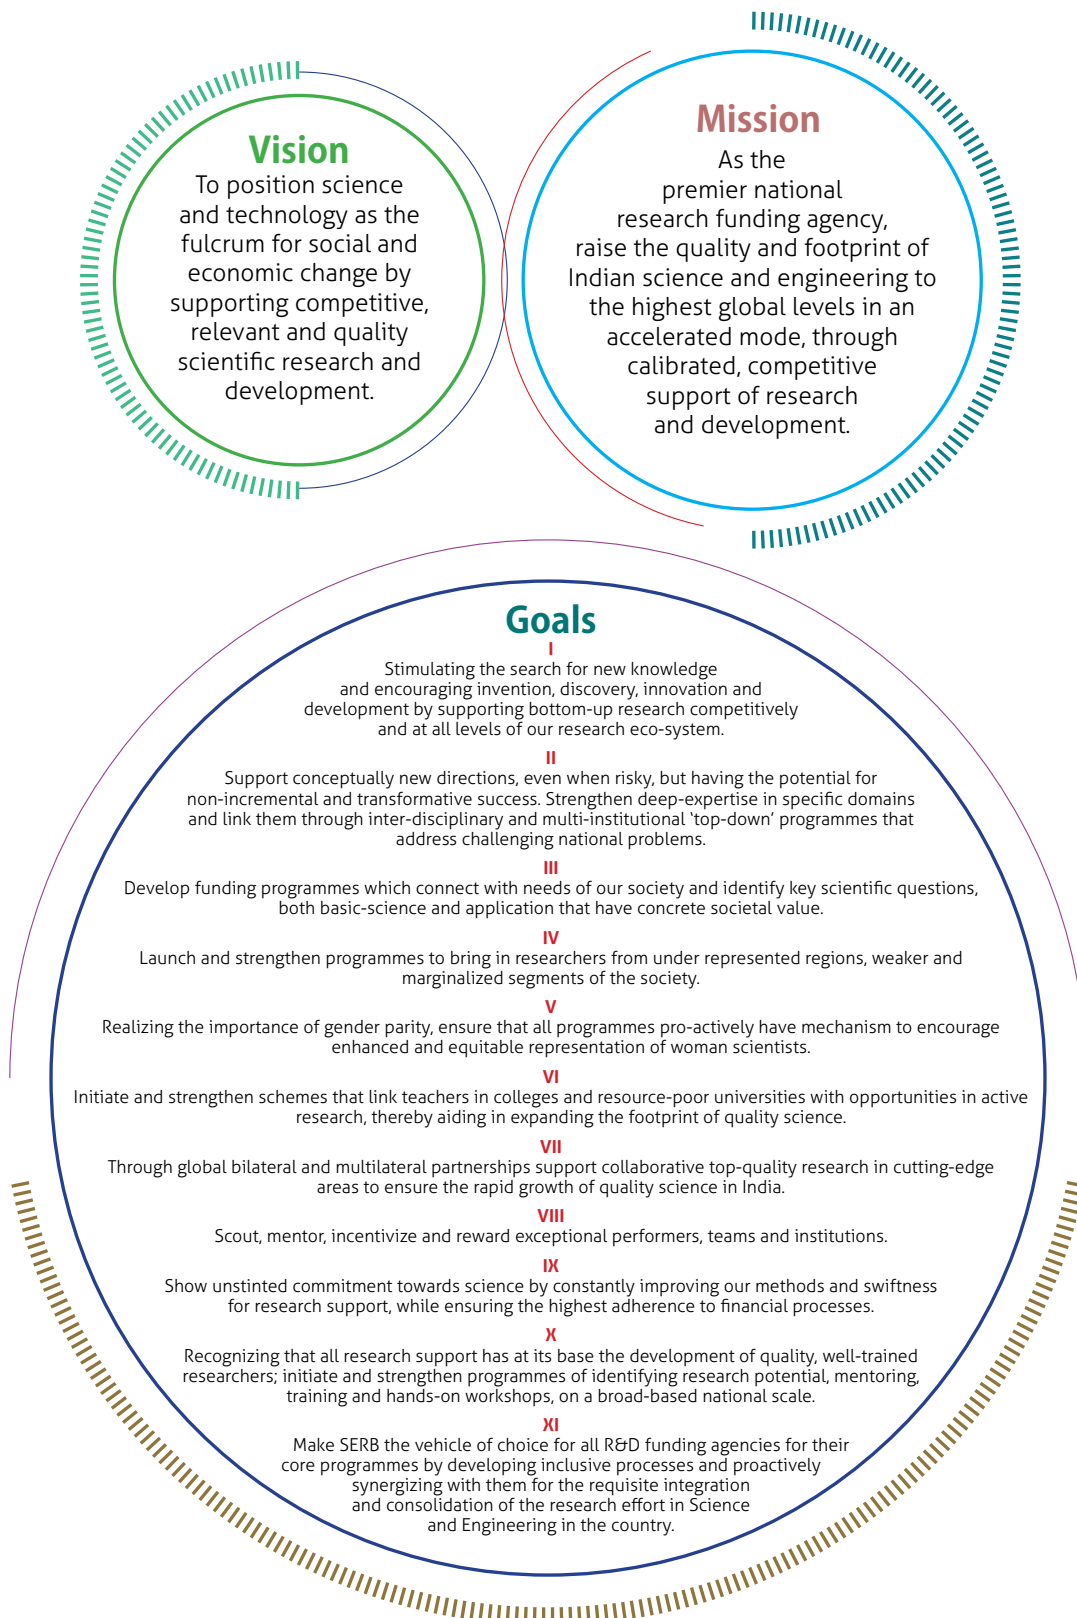 Vision
To position science
and technology as the
fulcrum for social and
economic change by
supporting competitive,
relevant and quality
scientific research and
development.
Mission
As the
premier national
research funding agency,
raise the quality and footprint of
Indian science and engineering to
the highest global levels in an
accelerated mode, through
calibrated, competitive
support of research
and development.
Goals
I
Stimulating the search for new knowledge
and encouraging invention, discovery, innovation and
development by supporting bottom-up research competitively
and at all levels of our research eco-system.
II
Support conceptually new directions, even when risky, but having the potential for
non-incremental and transformative success. Strengthen deep-expertise in specific domains
and link them through inter-disciplinary and multi-institutional ‘top-down’ programmes that
address challenging national problems.
III
Develop funding programmes which connect with needs of our society and identify key scientific questions,
both basic-science and application that have concrete societal value.
IV
Launch and strengthen programmes to bring in researchers from under represented regions, weaker and
marginalized segments of the society.
V
Realizing the importance of gender parity, ensure that all programmes pro-actively have mechanism to encourage
enhanced and equitable representation of woman scientists.
VI
Initiate and strengthen schemes that link teachers in colleges and resource-poor universities with opportunities in active
research, thereby aiding in expanding the footprint of quality science.
VII
Through global bilateral and multilateral partnerships support collaborative top-quality research in cutting-edge
areas to ensure the rapid growth of quality science in India.
VIII
Scout, mentor, incentivize and reward exceptional performers, teams and institutions.
IX
Show unstinted commitment towards science by constantly improving our methods and swiftness
for research support, while ensuring the highest adherence to financial processes.
X
Recognizing that all research support has at its base the development of quality, well-trained
researchers; initiate and strengthen programmes of identifying research potential, mentoring,
training and hands-on workshops, on a broad-based national scale.
XI
Make SERB the vehicle of choice for all R&D funding agencies for their
core programmes by developing inclusive processes and proactively
synergizing with them for the requisite integration
and consolidation of the research effort in Science
and Engineering in the country.